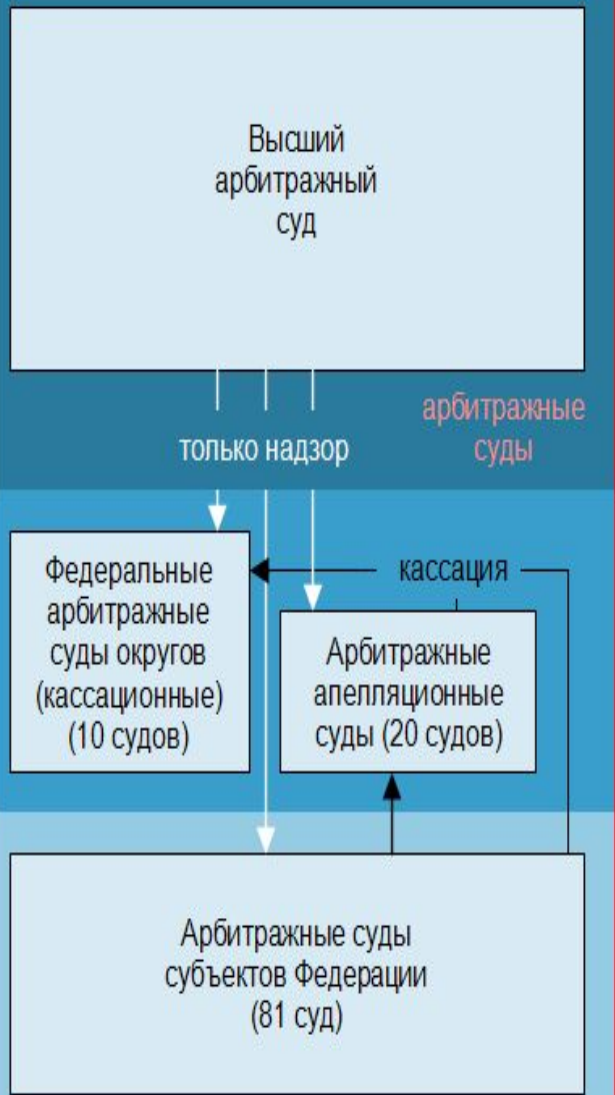 Высший
арбитражный
суд
арбитражные
суды
только надзор
кассация
Федеральные
арбитражные
суды округов
(кассационные)
(10 судов)
Арбитражные
апелляционные
суды (20 судов)
Арбитражные суды
субъектов Федерации
(81 суд)